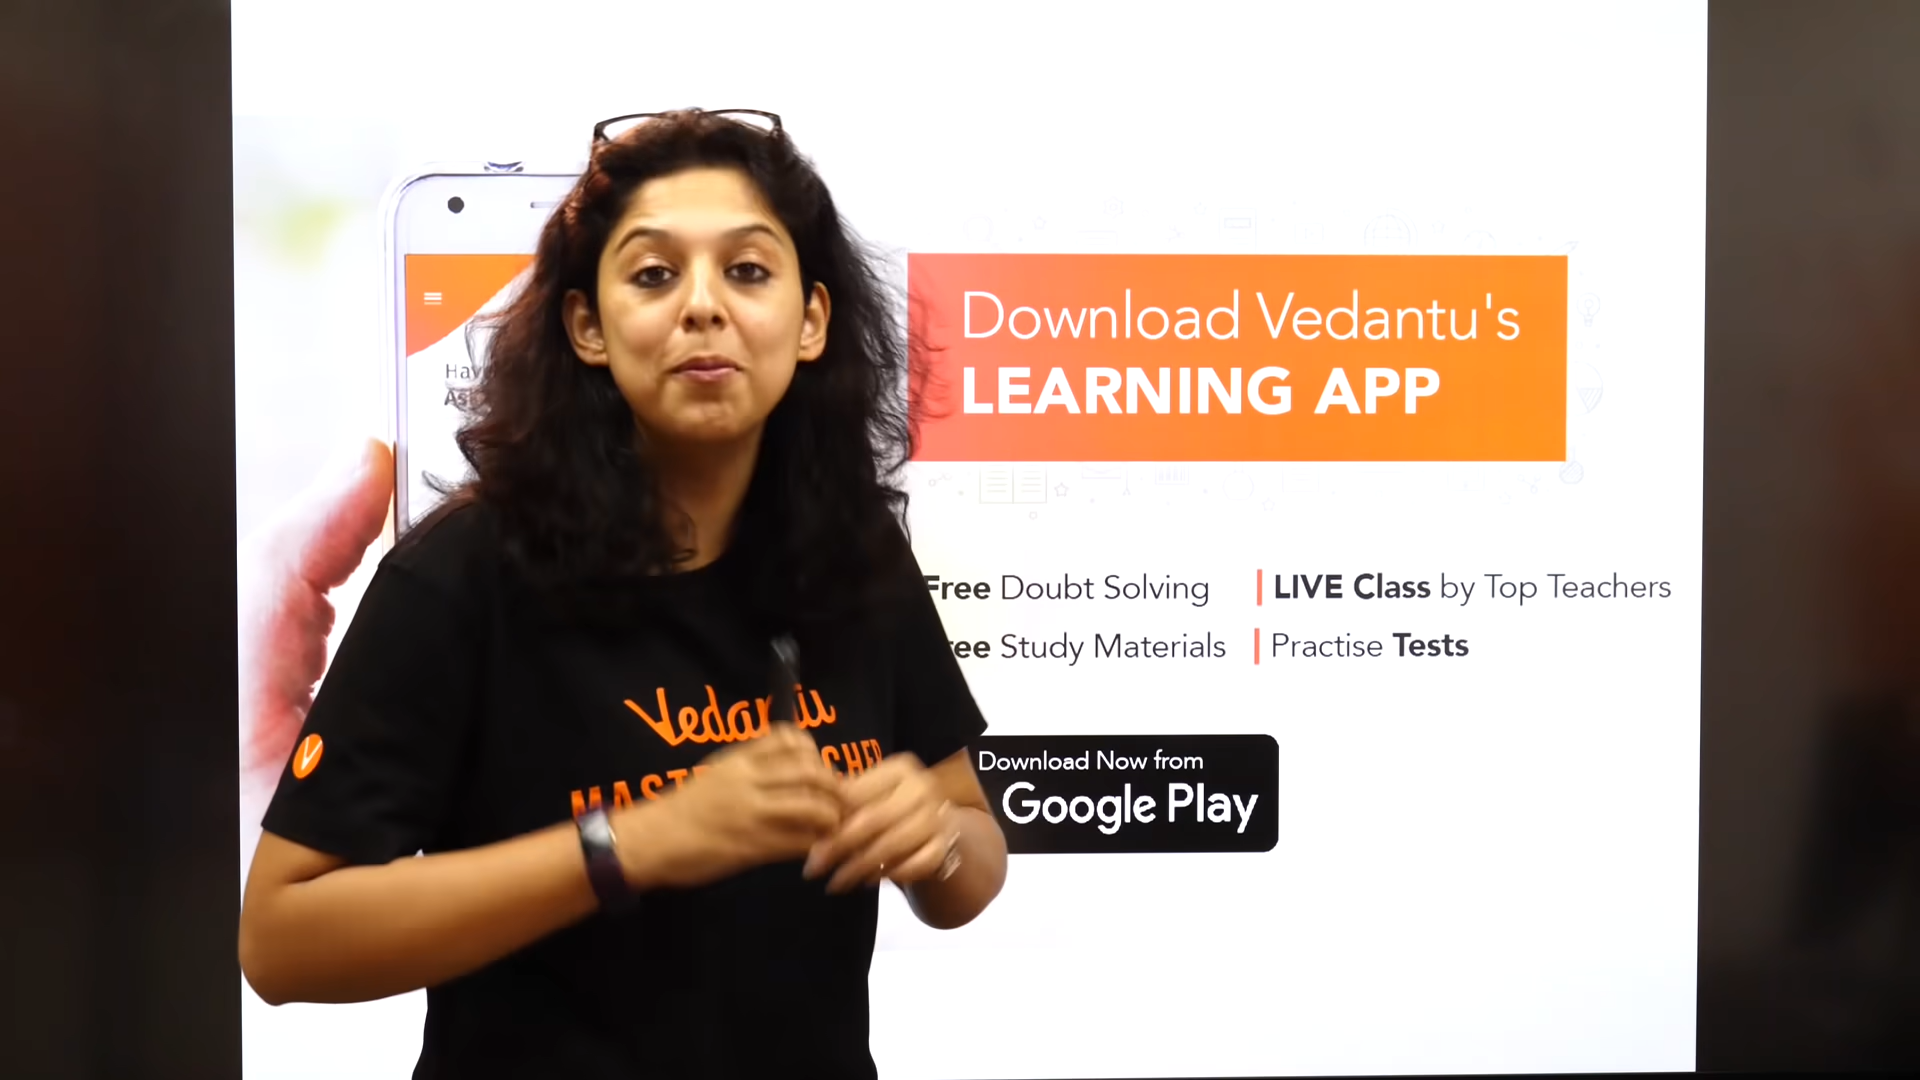 Download Vedantu's
LEARNING APP
Free Doubt Solving | LIVE Class by Top Teachers
Study Materials | Practise Tests
Download Now from
Google Play
Vedantu
V